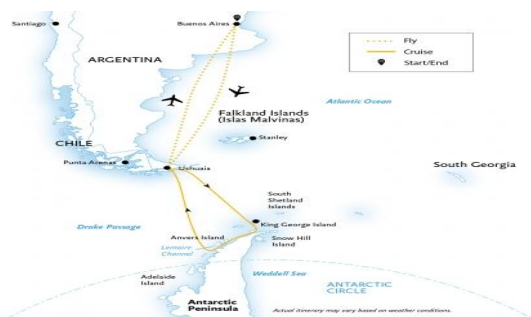 Santiago
Buenos Aires
Fly
Cruise
Start/End
ARGENTINA
Atlantic Ocean
Falkland Islands
(Islas Malvinas)
Stanley
CHILE
Punta Arenas
Ushuaia
South Georgia
South
Shetland
Islands
King George Island
Drake Passage
Anvers Island
Snow Hill
Island
Lemaire
Channel
Adelaide
Island
Weddell Sea
ANTARCTIC
CIRCLE
Antarctic
Peninsula
Actual itinerary may vary based on weather conditions.